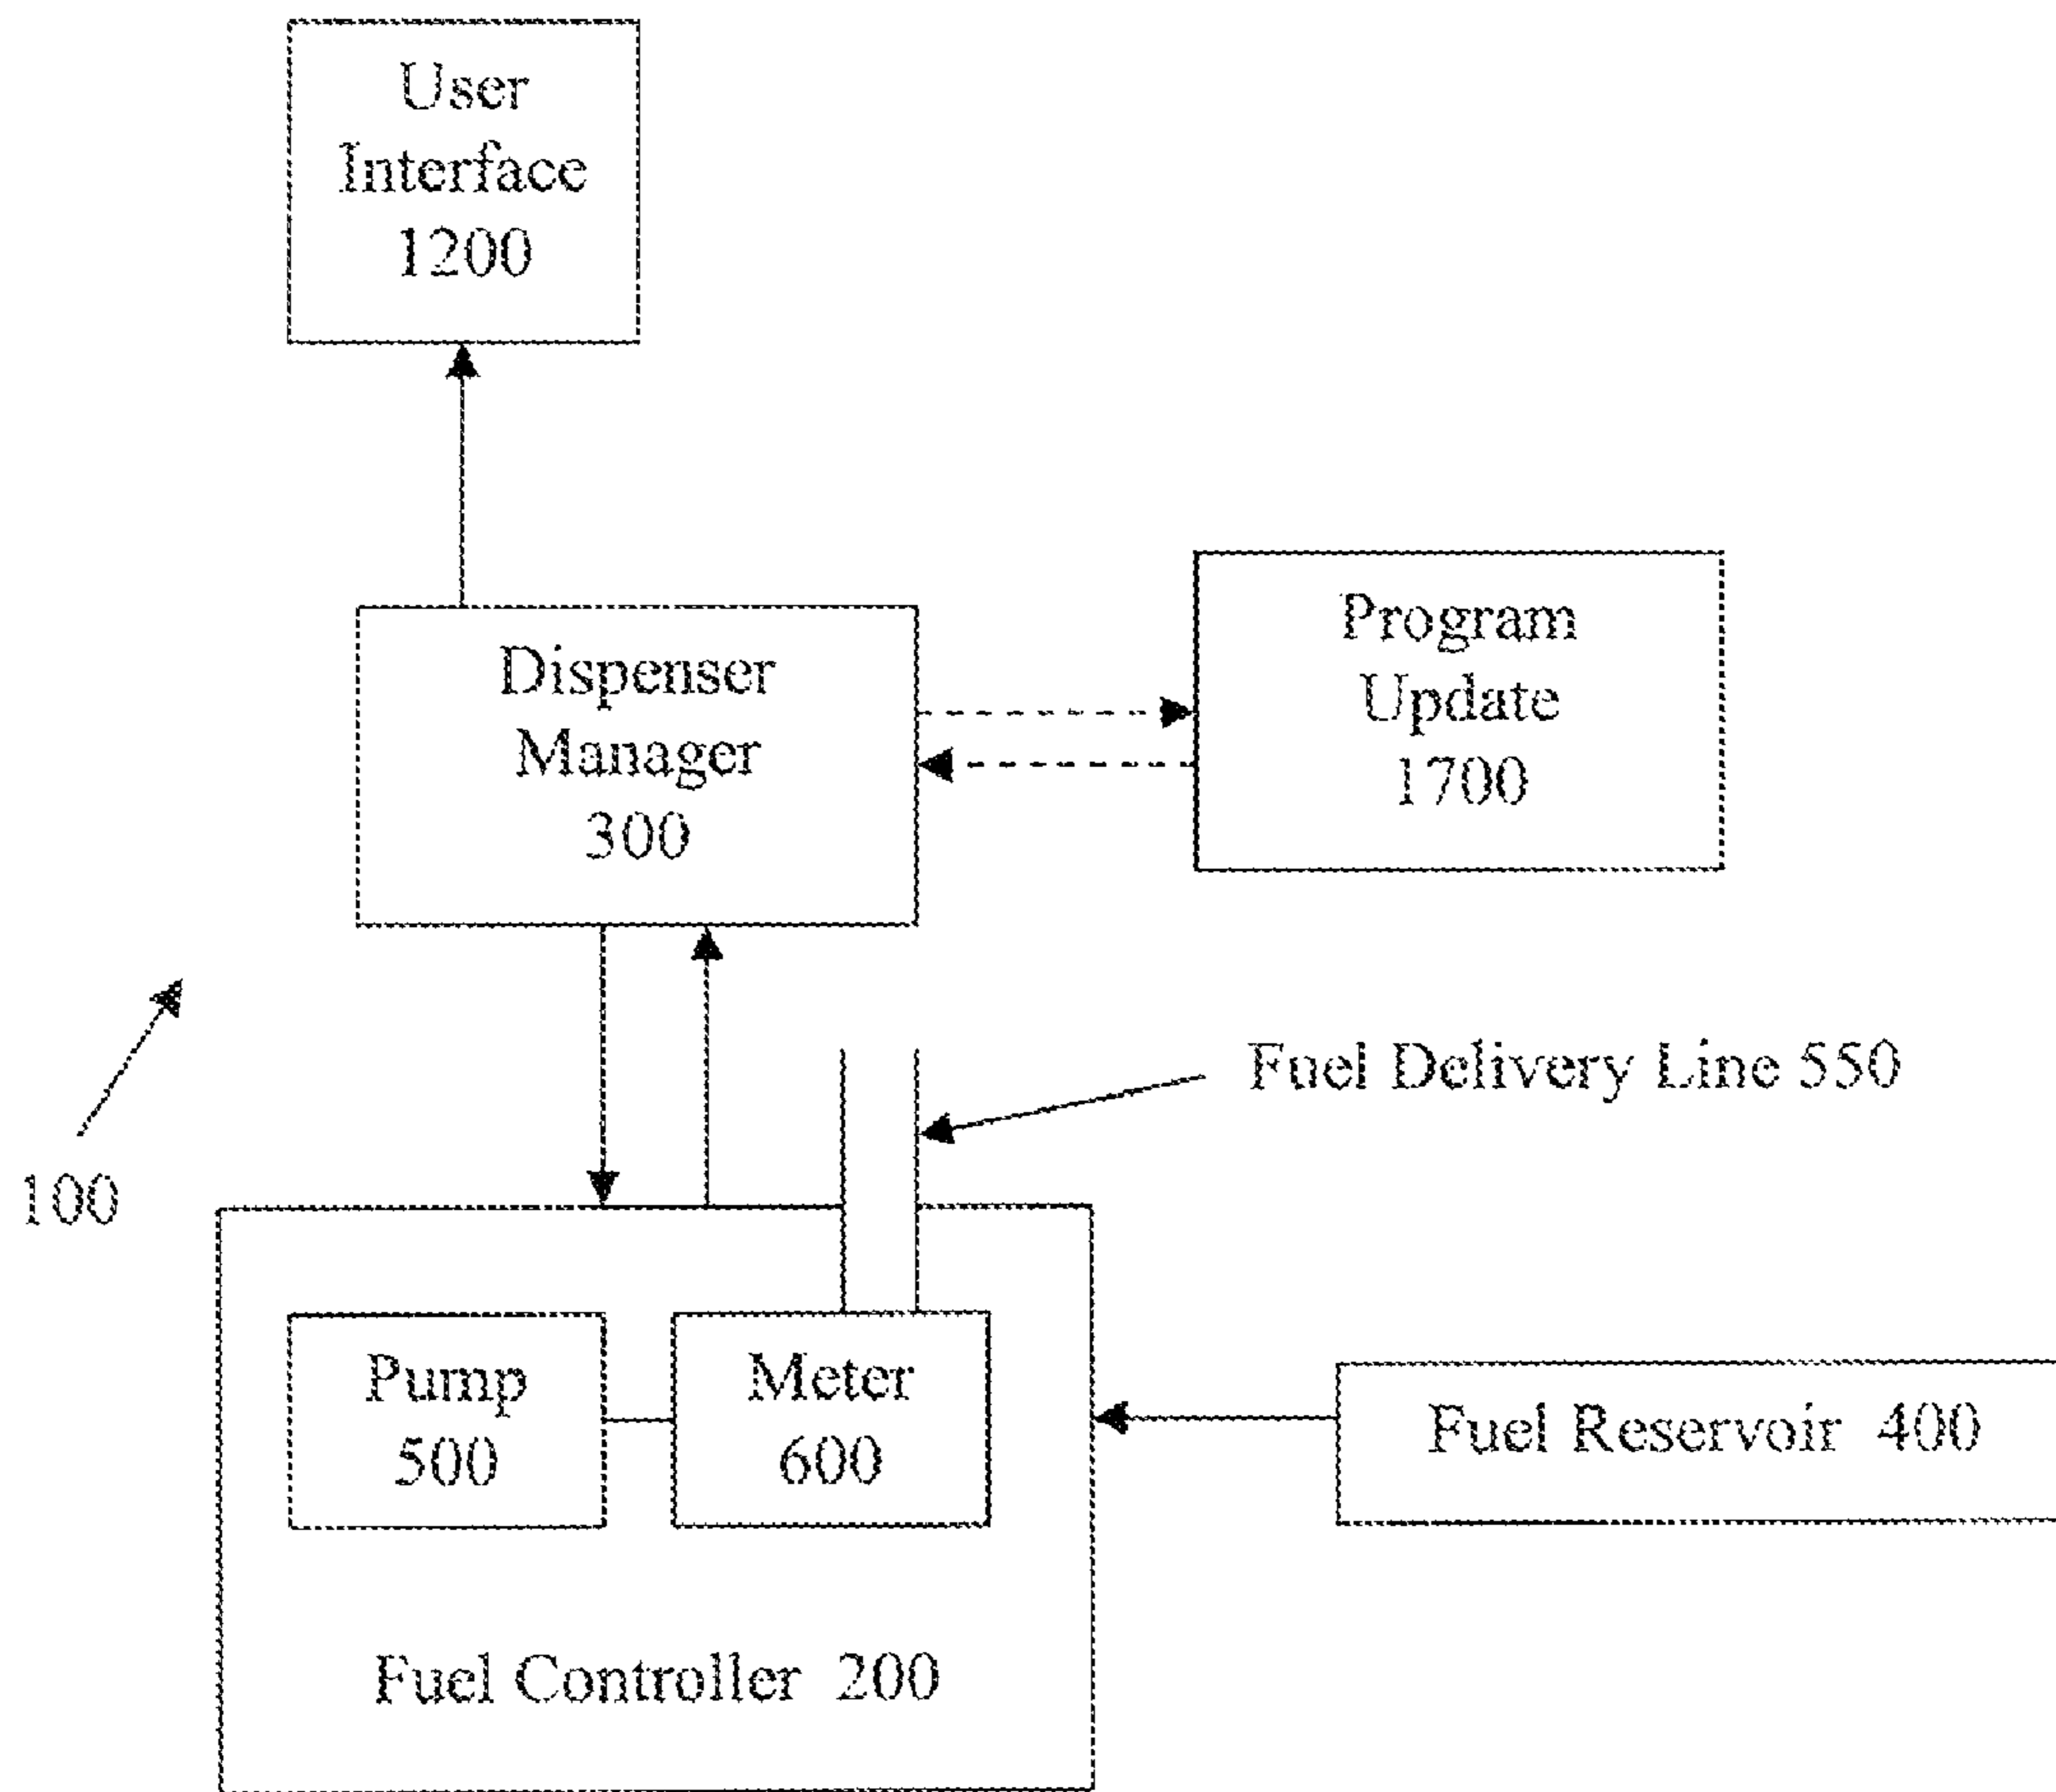 User
Interface
1200
Dispenser
Manager
300
Program
Update
1700
Fuel Delivery Line 550
100
Pump
500
Meter
600
Fuel Reservoir 400
Fuel Controller 200